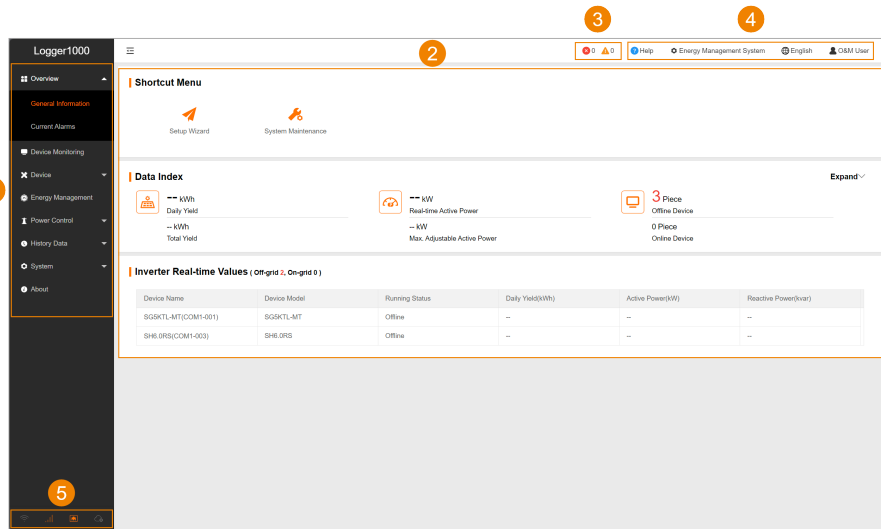 3
4
Logger1000
2
0 0 Help Energy Management System English O&M User
Overview
General Information
Current Alarms
Device Monitoring
Device
Energy Management
Power Control
History Data
System
About
Shortcut Menu
Setup Wizard System Maintenance
Data Index Expand
-- kWh -- kW 3 Piece
Daily Yield Real-time Active Power Offline Device
-- kWh -- kW 0 Piece
Total Yield Max. Adjustable Active Power Online Device
Inverter Real-time Values ( Off-grid 2, On-grid 0 )
Device Name Device Model Running Status Daily Yield(kWh) Active Power(kW) Reactive Power(kvar)
SG5KTL-MT(COM1-001) SG5KTL-MT Offline -- -- --
SH6.0RS(COM1-003) SH6.0RS Offline -- -- --
5